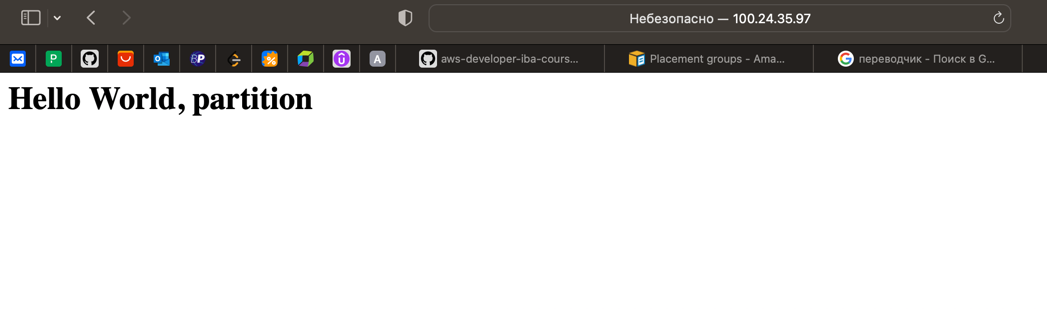 Небезопасно — 100.24.35.97
P
BP
%
A
aws-developer-iba-cours...
Placement groups - Ama...
переводчик - Поиск в G...
Hello World, partition